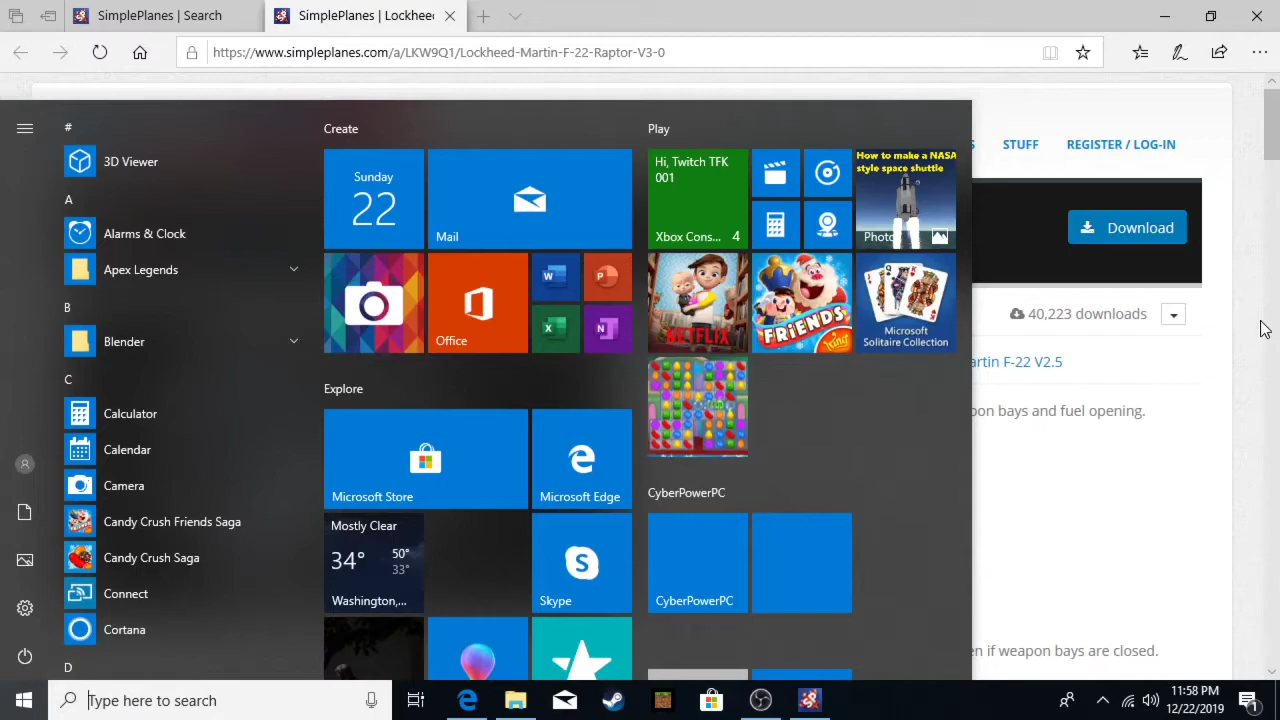 SimplePlanes | Search
SimplePlanes | Lockheed
https://www.simpleplanes.com/a/LKW9Q1/Lockheed-Martin-F-22-Raptor-V3-0
STUFF
REGISTER / LOG-IN
Download
40,223 downloads
artin F-22 V2.5
pon bays and fuel opening.
en if weapon bays are closed.
#
3D Viewer
A
Alarms & Clock
Apex Legends
B
Blender
C
Calculator
Calendar
Camera
Candy Crush Friends Saga
Candy Crush Saga
Connect
Cortana
D
Create
Sunday
22
Mail
Office
Explore
Microsoft Store
Microsoft Edge
Mostly Clear
34°
50°
33°
Washington,...
Skype
Play
Hi, Twitch TFK
001
Xbox Cons...
4
How to make a NASA
style space shuttle
Photo
NETFLIX
FRIENDS
King
Microsoft
Solitaire Collection
CyberPowerPC
CyberPowerPC
Type here to search
11:58 PM
12/22/2019
1